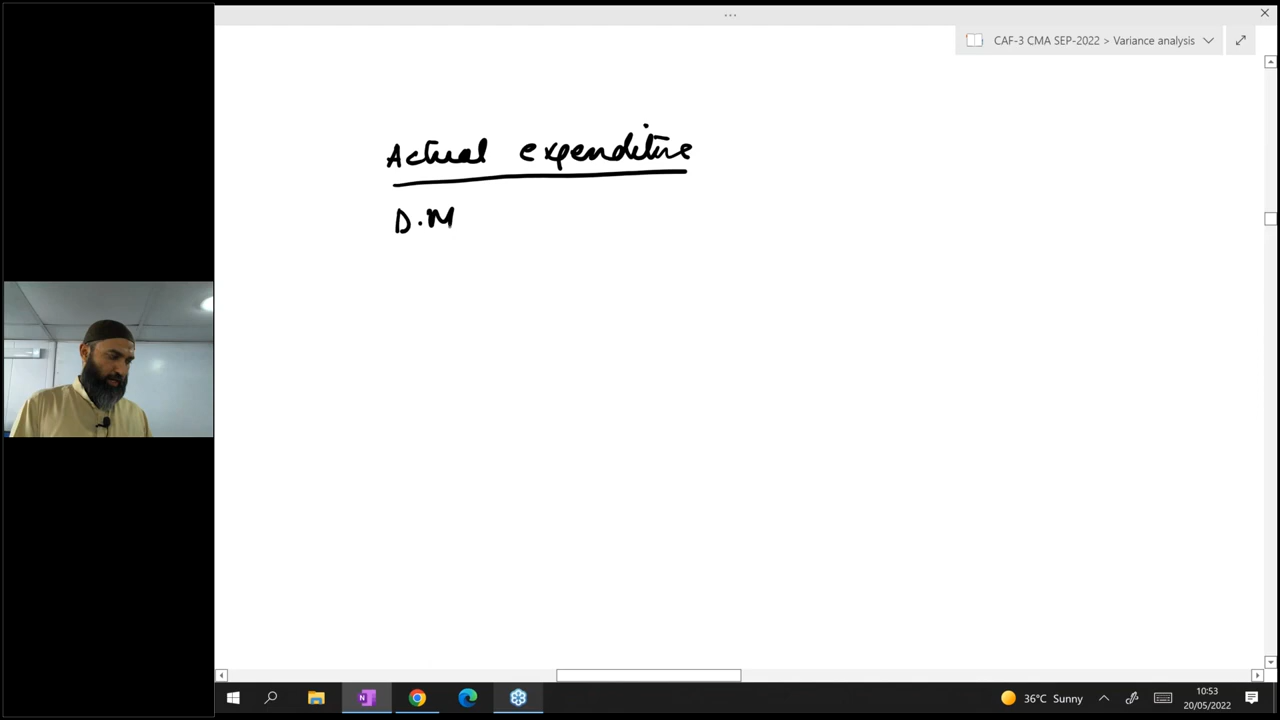 CAF-3 CMA SEP-2022 > Variance analysis
Actual expenditure
D.M
36°C Sunny
10:53
20/05/2022